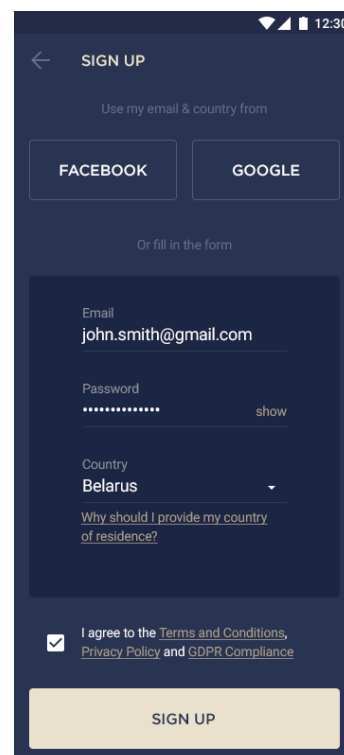 12:30
SIGN UP
Use my email & country from
FACEBOOK GOOGLE
Or fill in the form
Email
john.smith@gmail.com
Password
•••••••••••••• show
Country
Belarus
Why should I provide my country
of residence?
I agree to the Terms and Conditions,
Privacy Policy and GDPR Compliance
SIGN UP